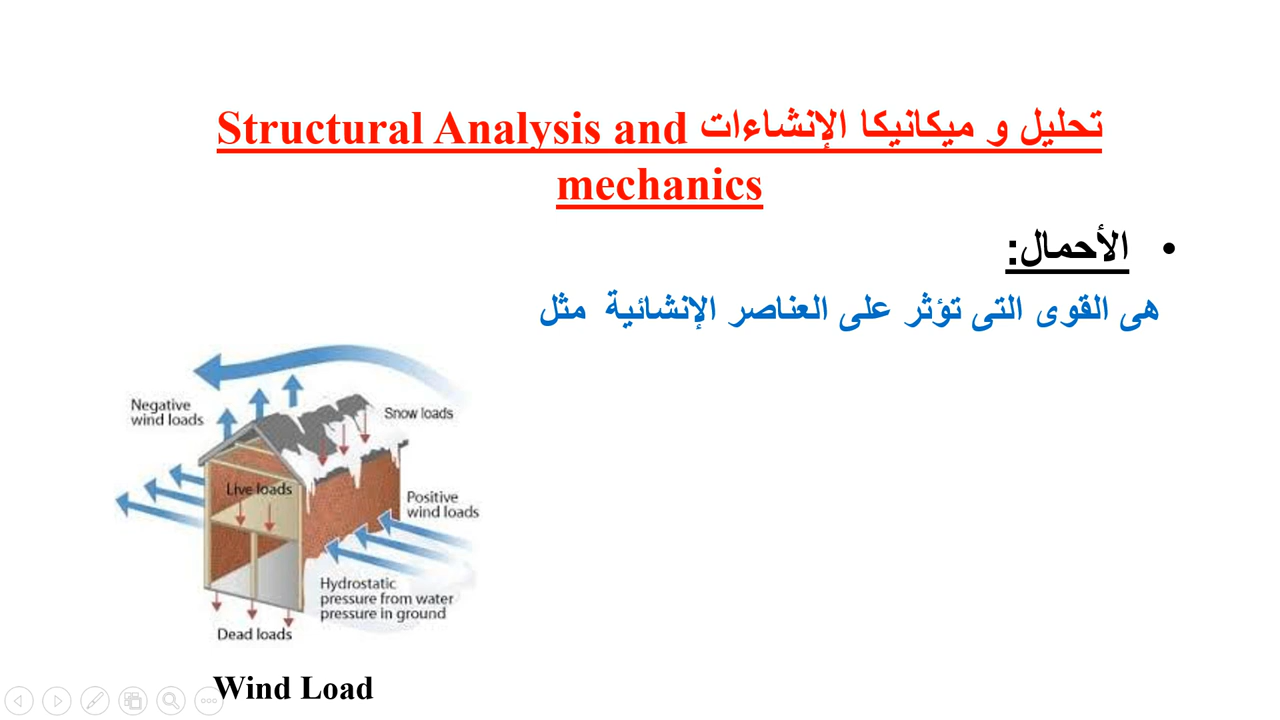 تحليل و ميكانيكا الإنشاءات Structural Analysis and
mechanics
• الأحمال:
هى القوى التى تؤثر على العناصر الإنشائية مثل
Negative
wind loads
Snow loads
Live loads
Positive
wind loads
Hydrostatic
pressure from water
pressure in ground
Dead loads
Wind Load